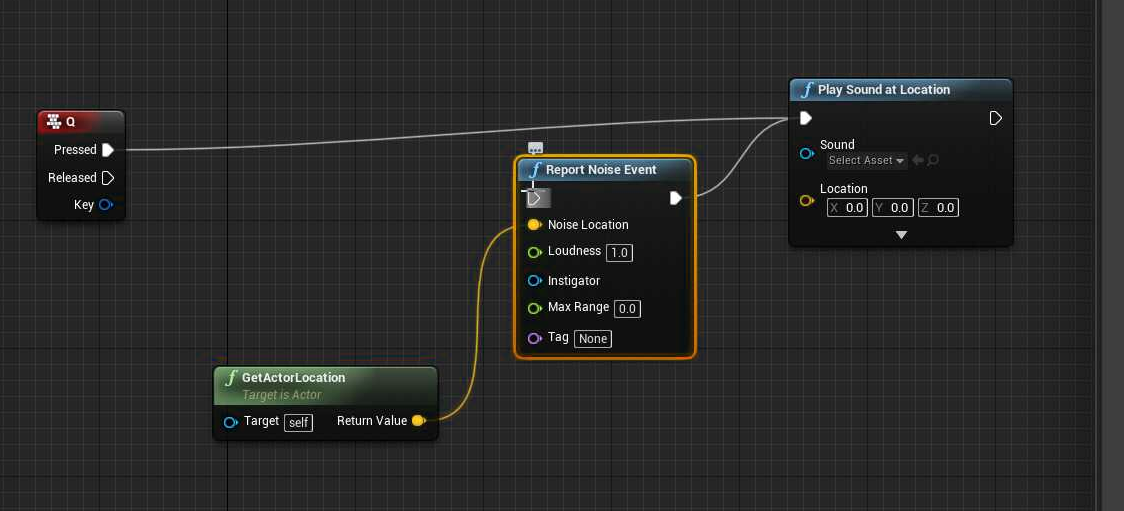 Q
Pressed
Released
Key
f Report Noise Event
Noise Location
Loudness 1.0
Instigator
Max Range 0.0
Tag None
f Play Sound at Location
Sound
Select Asset
Location
X 0.0 Y 0.0 Z 0.0
f GetActorLocation
Target is Actor
Target self Return Value